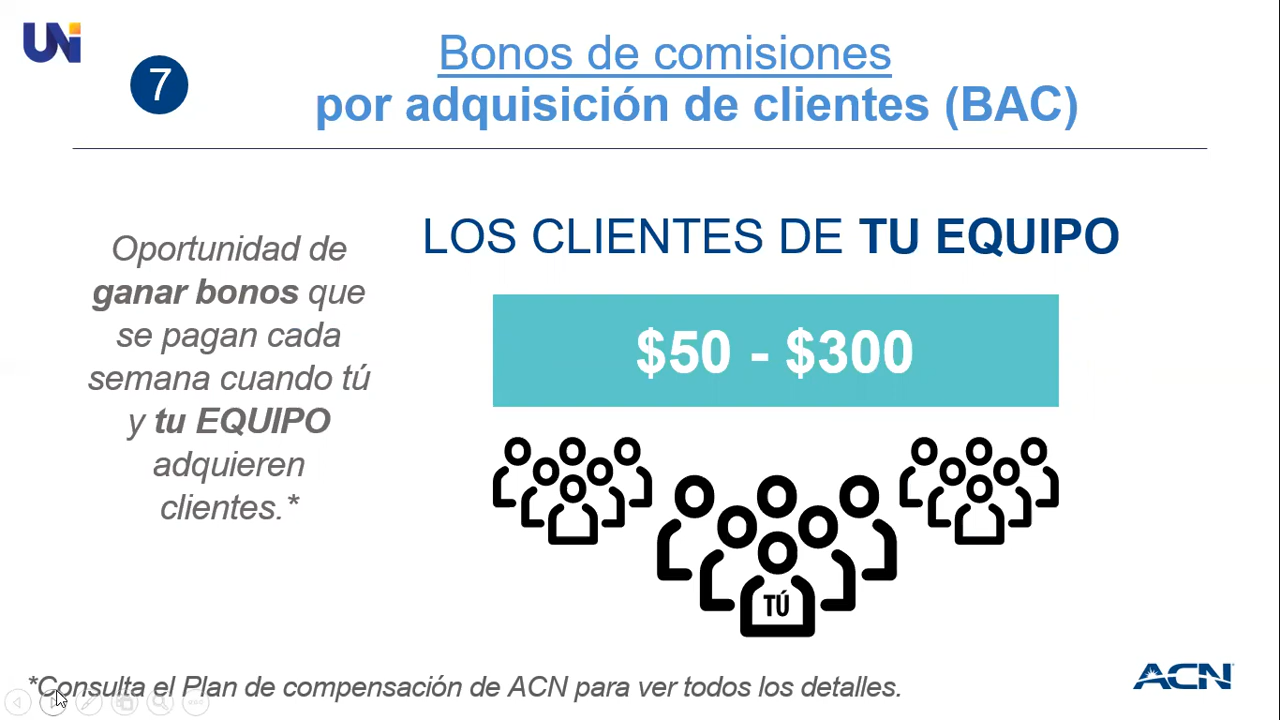 UNi
7
Bonos de comisiones
por adquisición de clientes (BAC)
LOS CLIENTES DE TU EQUIPO
Oportunidad de
ganar bonos que
se pagan cada
semana cuando tú
y tu EQUIPO
adquieren
clientes.*
$50 - $300
TÚ
*Consulta el Plan de compensación de ACN para ver todos los detalles.
ACN